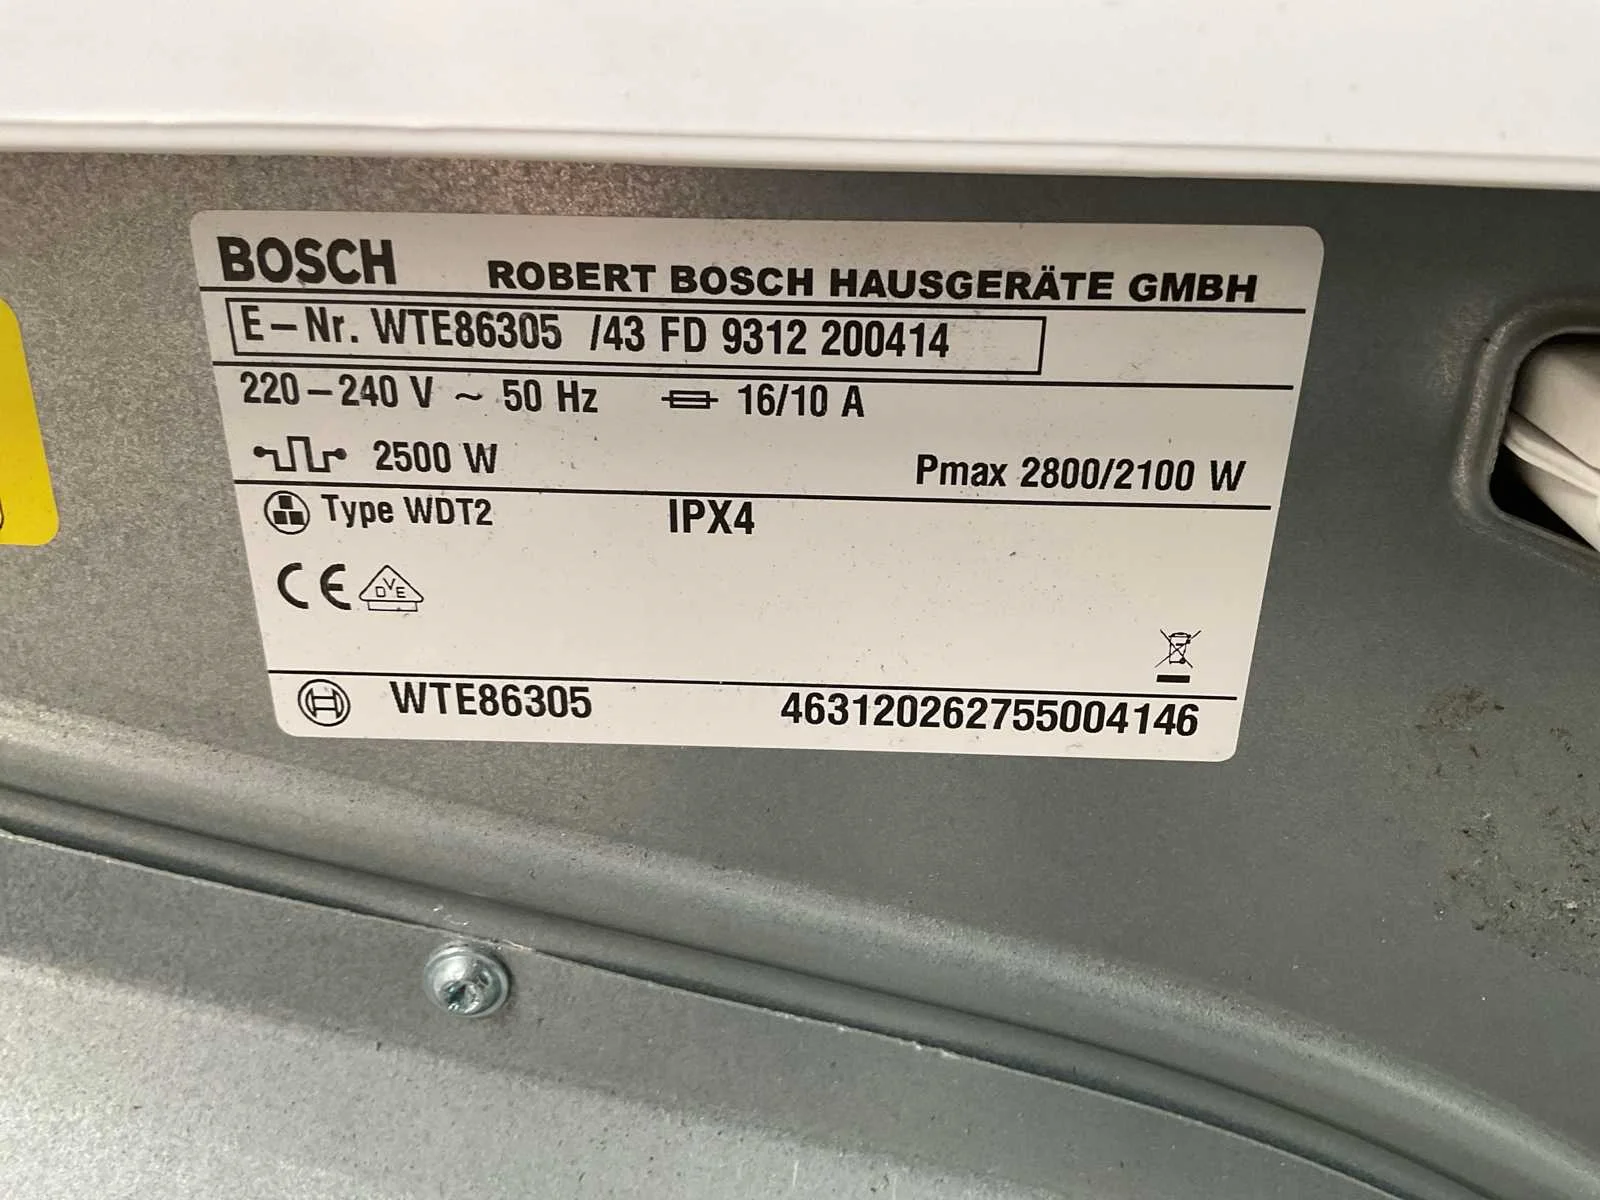 BOSCH ROBERT BOSCH HAUSGERÄTE GMBH
E-Nr. WTE86305 /43 FD 9312 200414
220-240 V ~ 50 Hz 16/10 A
2500 W Pmax 2800/2100 W
Type WDT2 IPX4
CE DVE
WTE86305 463120262755004146